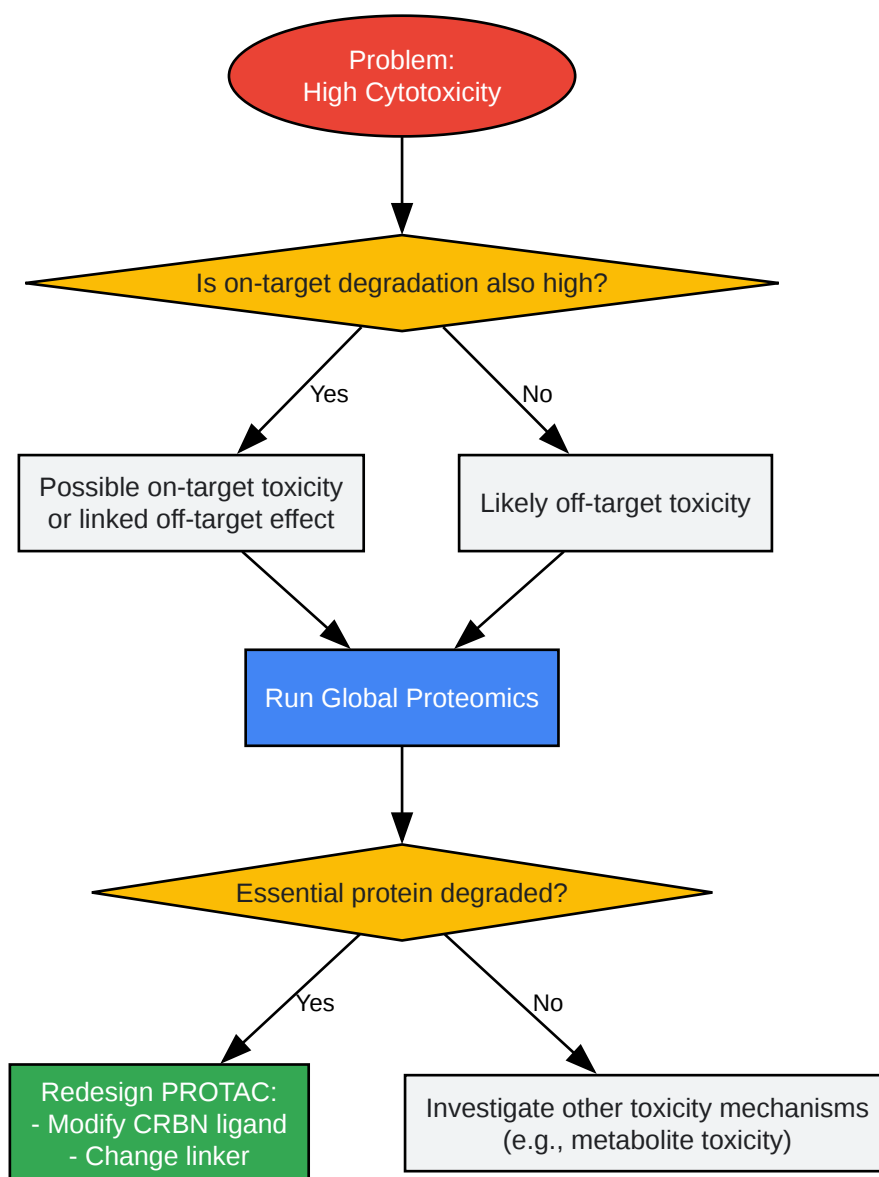 Problem:
High Cytotoxicity
Is on-target degradation also high?
Yes
No
Possible on-target toxicity
or linked off-target effect
Likely off-target toxicity
Run Global Proteomics
Essential protein degraded?
Yes
No
Redesign PROTAC:
- Modify CRBN ligand
- Change linker
Investigate other toxicity mechanisms
(e.g., metabolite toxicity)